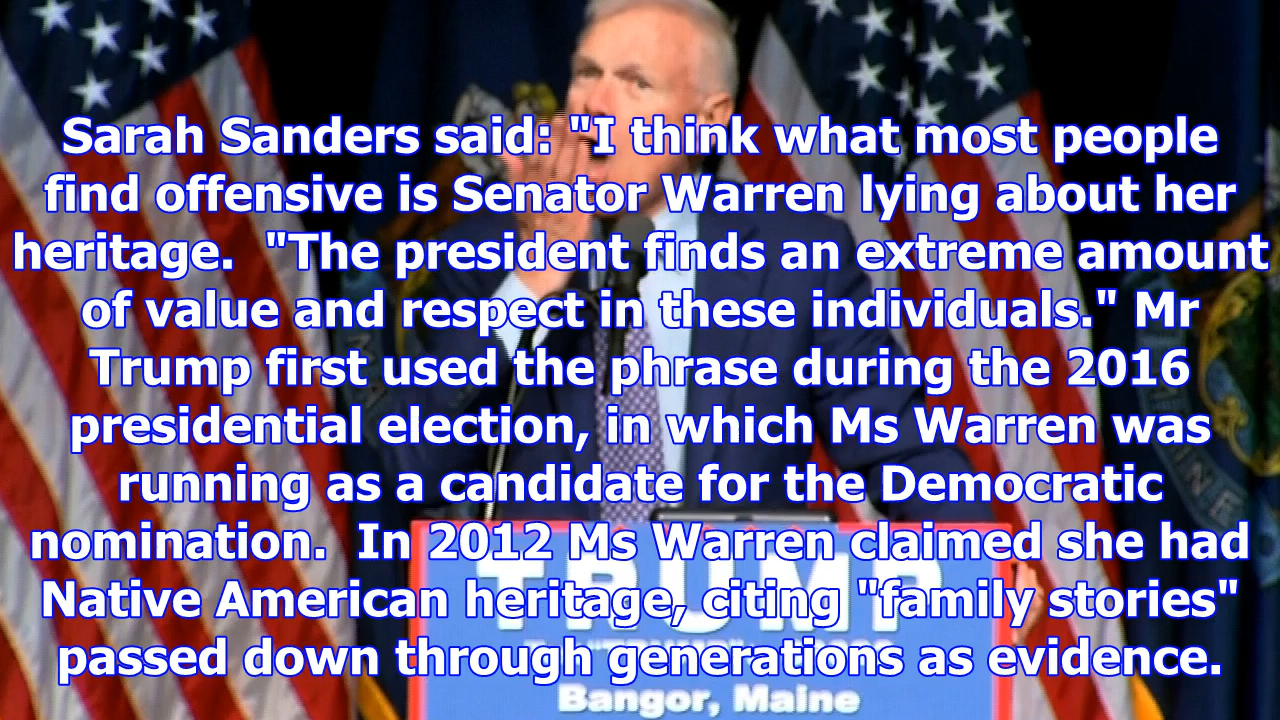 Sarah Sanders said: "I think what most people
find offensive is Senator Warren lying about her
heritage.   "The president finds an extreme amount
of value and respect in these individuals." Mr
Trump first used the phrase during the 2016
presidential election, in which Ms Warren was
running as a candidate for the Democratic
nomination.  In 2012 Ms Warren claimed she had
Native American heritage, citing "family stories"
passed down through generations as evidence.
TRUMP
Bangor, Maine